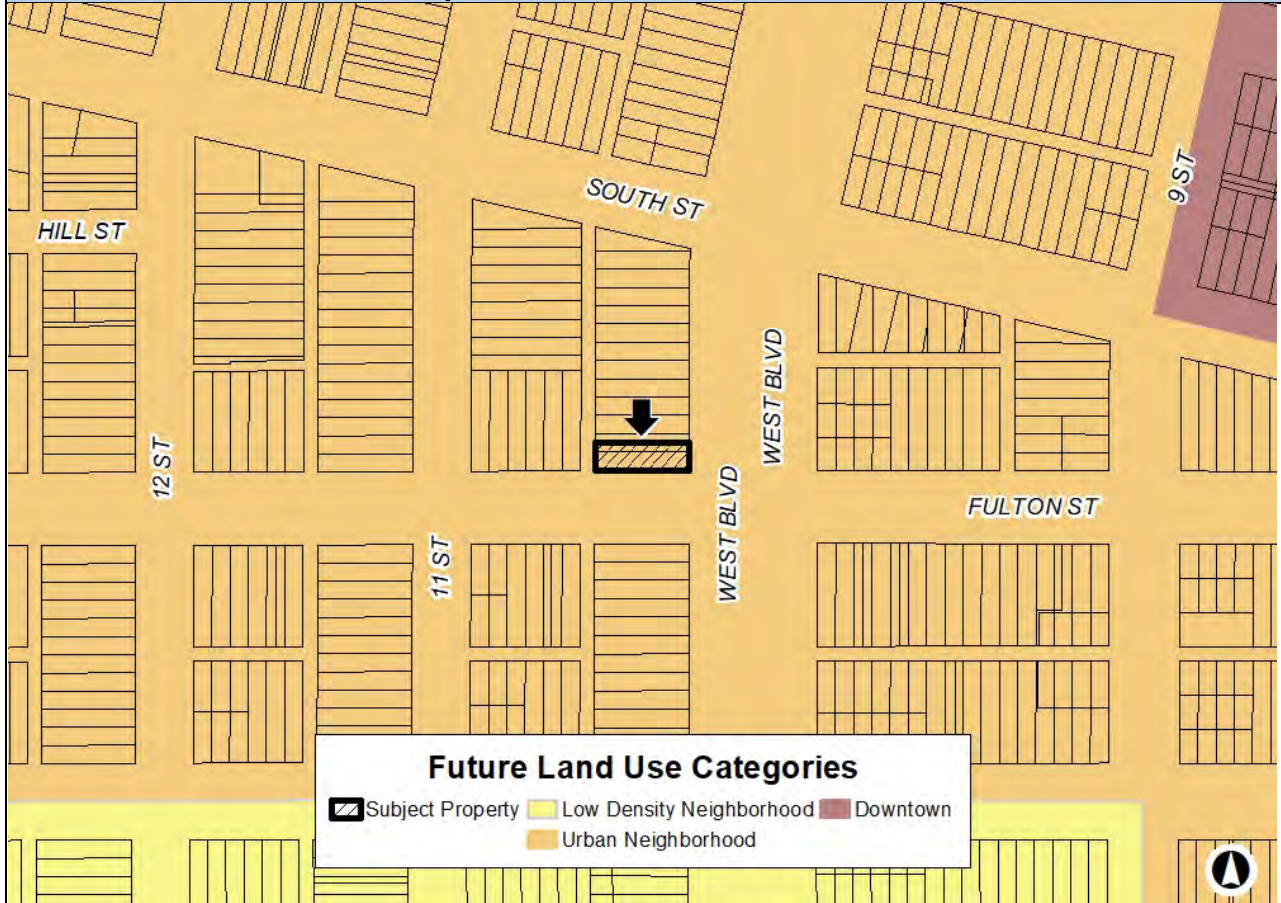 SOUTH ST
9 ST
HILL ST
WEST BLVD
12 ST
WEST BLVD
FULTON ST
11 ST
Future Land Use Categories
Subject Property Low Density Neighborhood Downtown
Urban Neighborhood